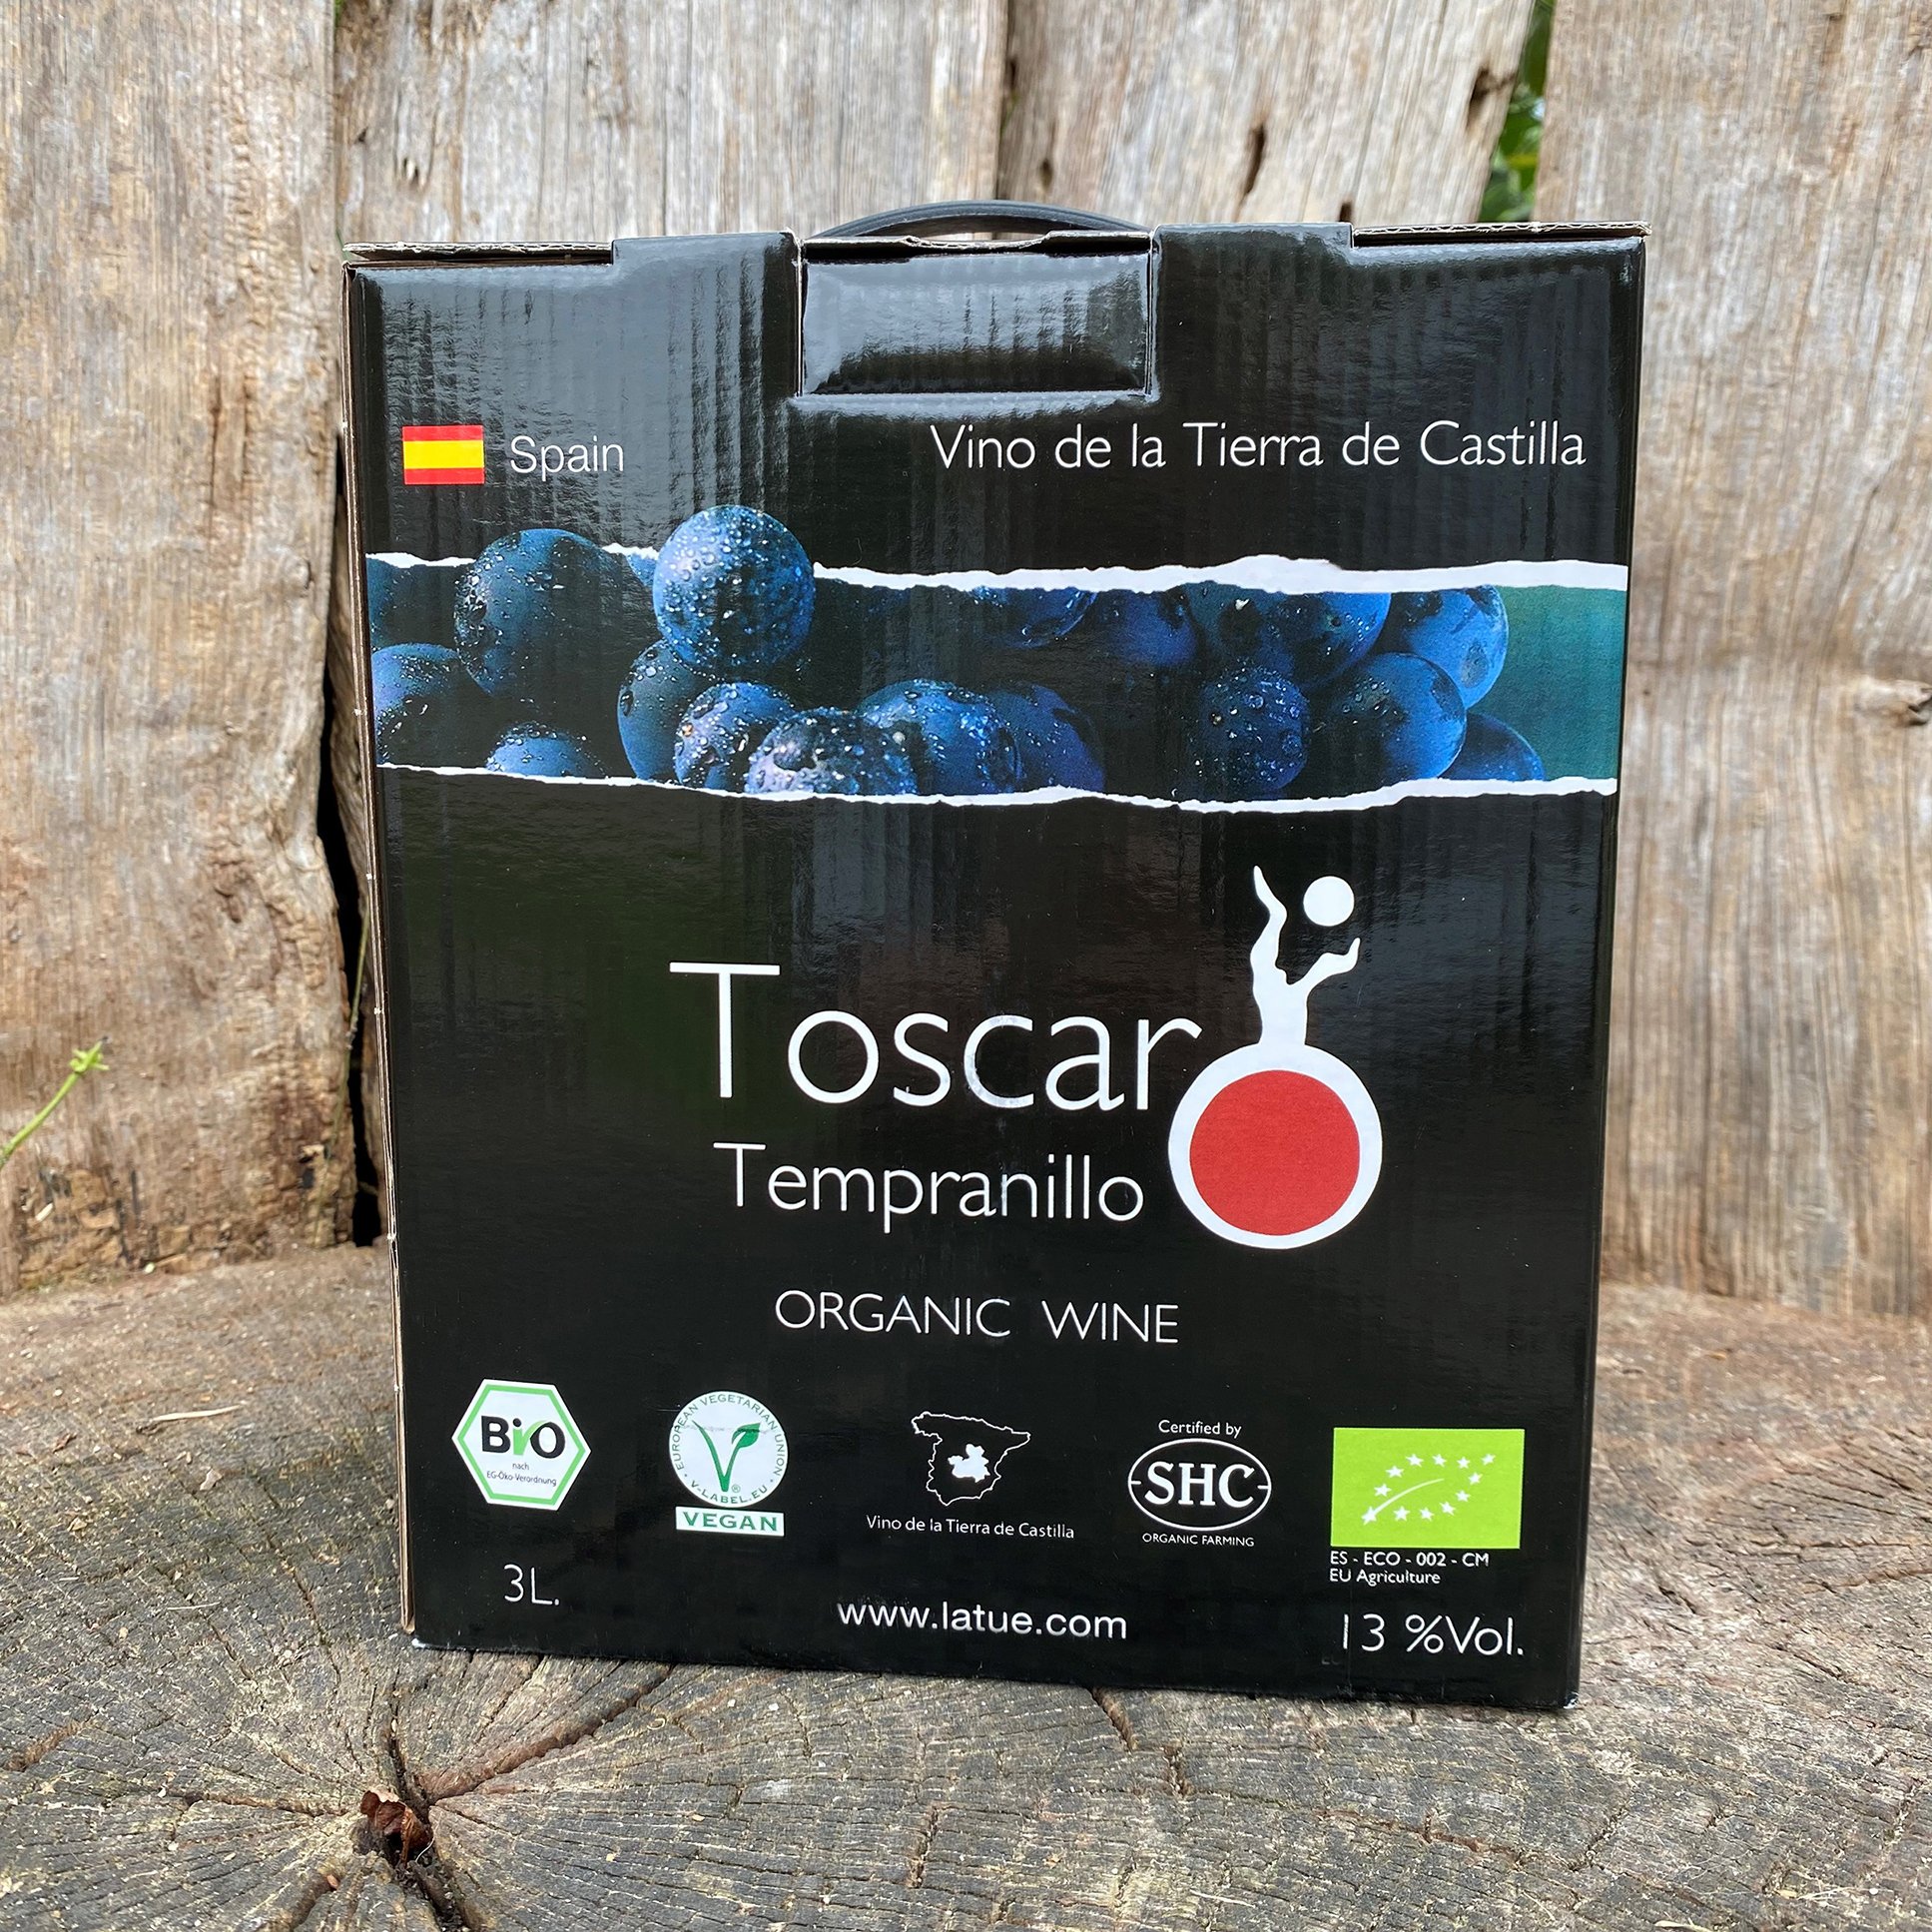 Spain
Vino de la Tierra de Castilla
Toscar
Tempranillo
ORGANIC WINE
BiO
nach
EG-Öko-Verordnung
EUROPEAN VEGETARIAN UNION
V-LABEL.EU
®
VEGAN
Vino de la Tierra de Castilla
Certified by
SHC
ORGANIC FARMING
ES - ECO - 002 - CM
EU Agriculture
3L.
www.latue.com
13 %Vol.